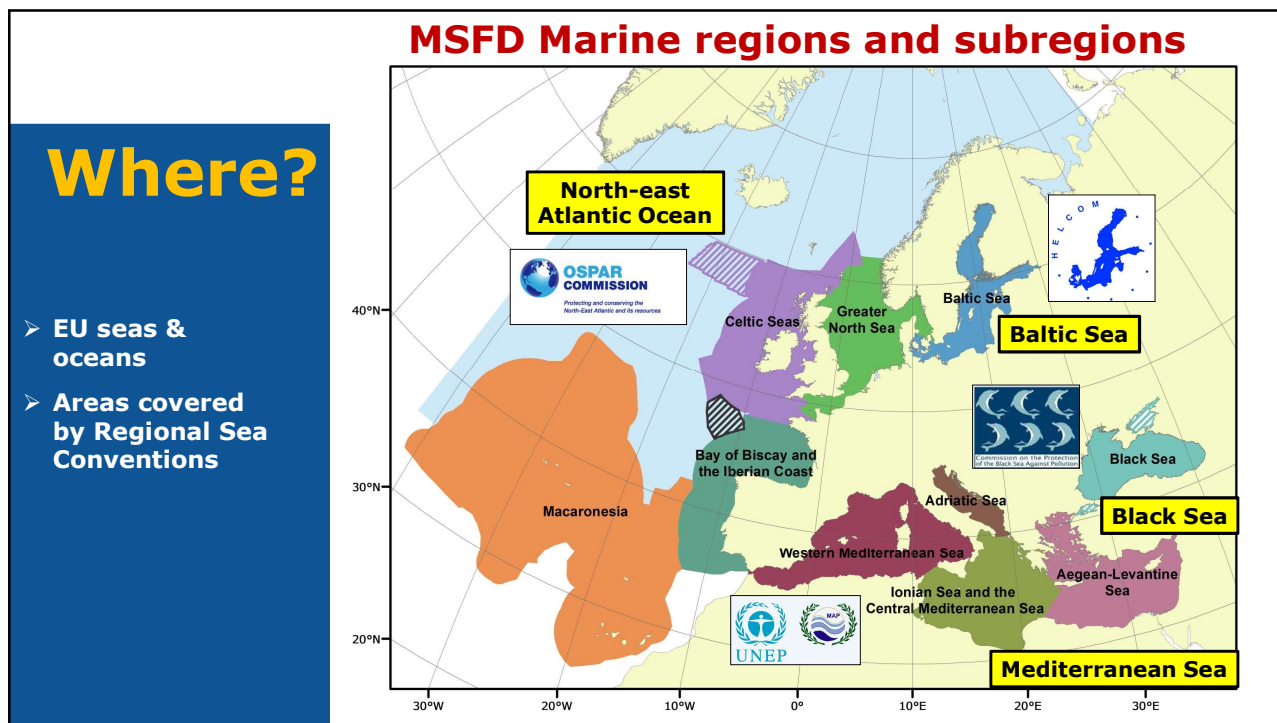 MSFD Marine regions and subregions
Where?
➢ EU seas &
oceans
➢ Areas covered
by Regional Sea
Conventions
North-east
Atlantic Ocean
OSPAR
COMMISSION
Protecting and conserving the
North-East Atlantic and its resources
HELCOM
Celtic Seas
Greater
North Sea
Baltic Sea
Baltic Sea
Commission on the Protection
of the Black Sea Against Pollution
Black Sea
Black Sea
Bay of Biscay and
the Iberian Coast
Macaronesia
Adriatic Sea
Western Mediterranean Sea
Ionian Sea and the
Central Mediterranean Sea
Aegean-Levantine
Sea
UNEP
MAP
Mediterranean Sea
40°N
30°N
20°N
30°W
20°W
10°W
0°
10°E
20°E
30°E